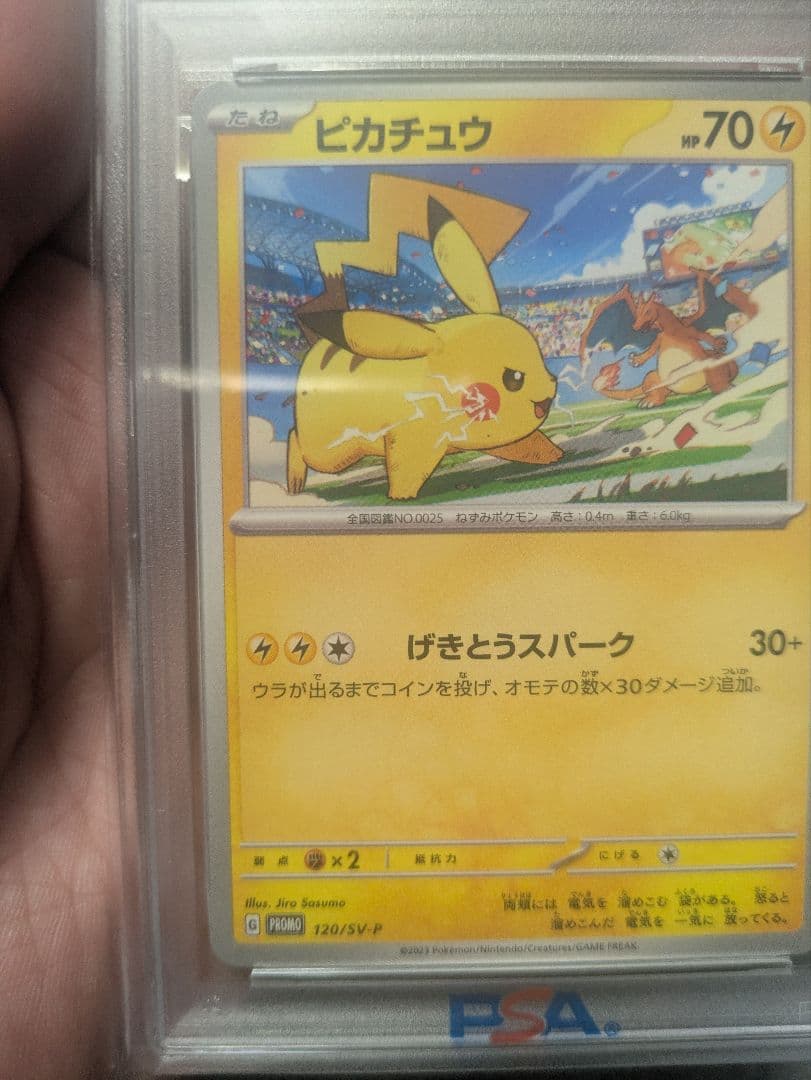 たね ピカチュウ HP70
全国図鑑NO.0025 ねずみポケモン 高さ:0.4m 重さ:6.0kg
げきとうスパーク 30+
ウラが出るまでコインを投げ、オモテの数×30ダメージ追加。
弱点 ×2 抵抗力 にげる
Illus. Jiro Sasumo
両頬には 電気を 溜めこむ 袋がある。 怒ると
溜めこんだ 電気を 一気に 放ってくる。
G PROMO 120/SV-P
©2023 Pokémon/Nintendo/Creatures/GAME FREAK
PSA®